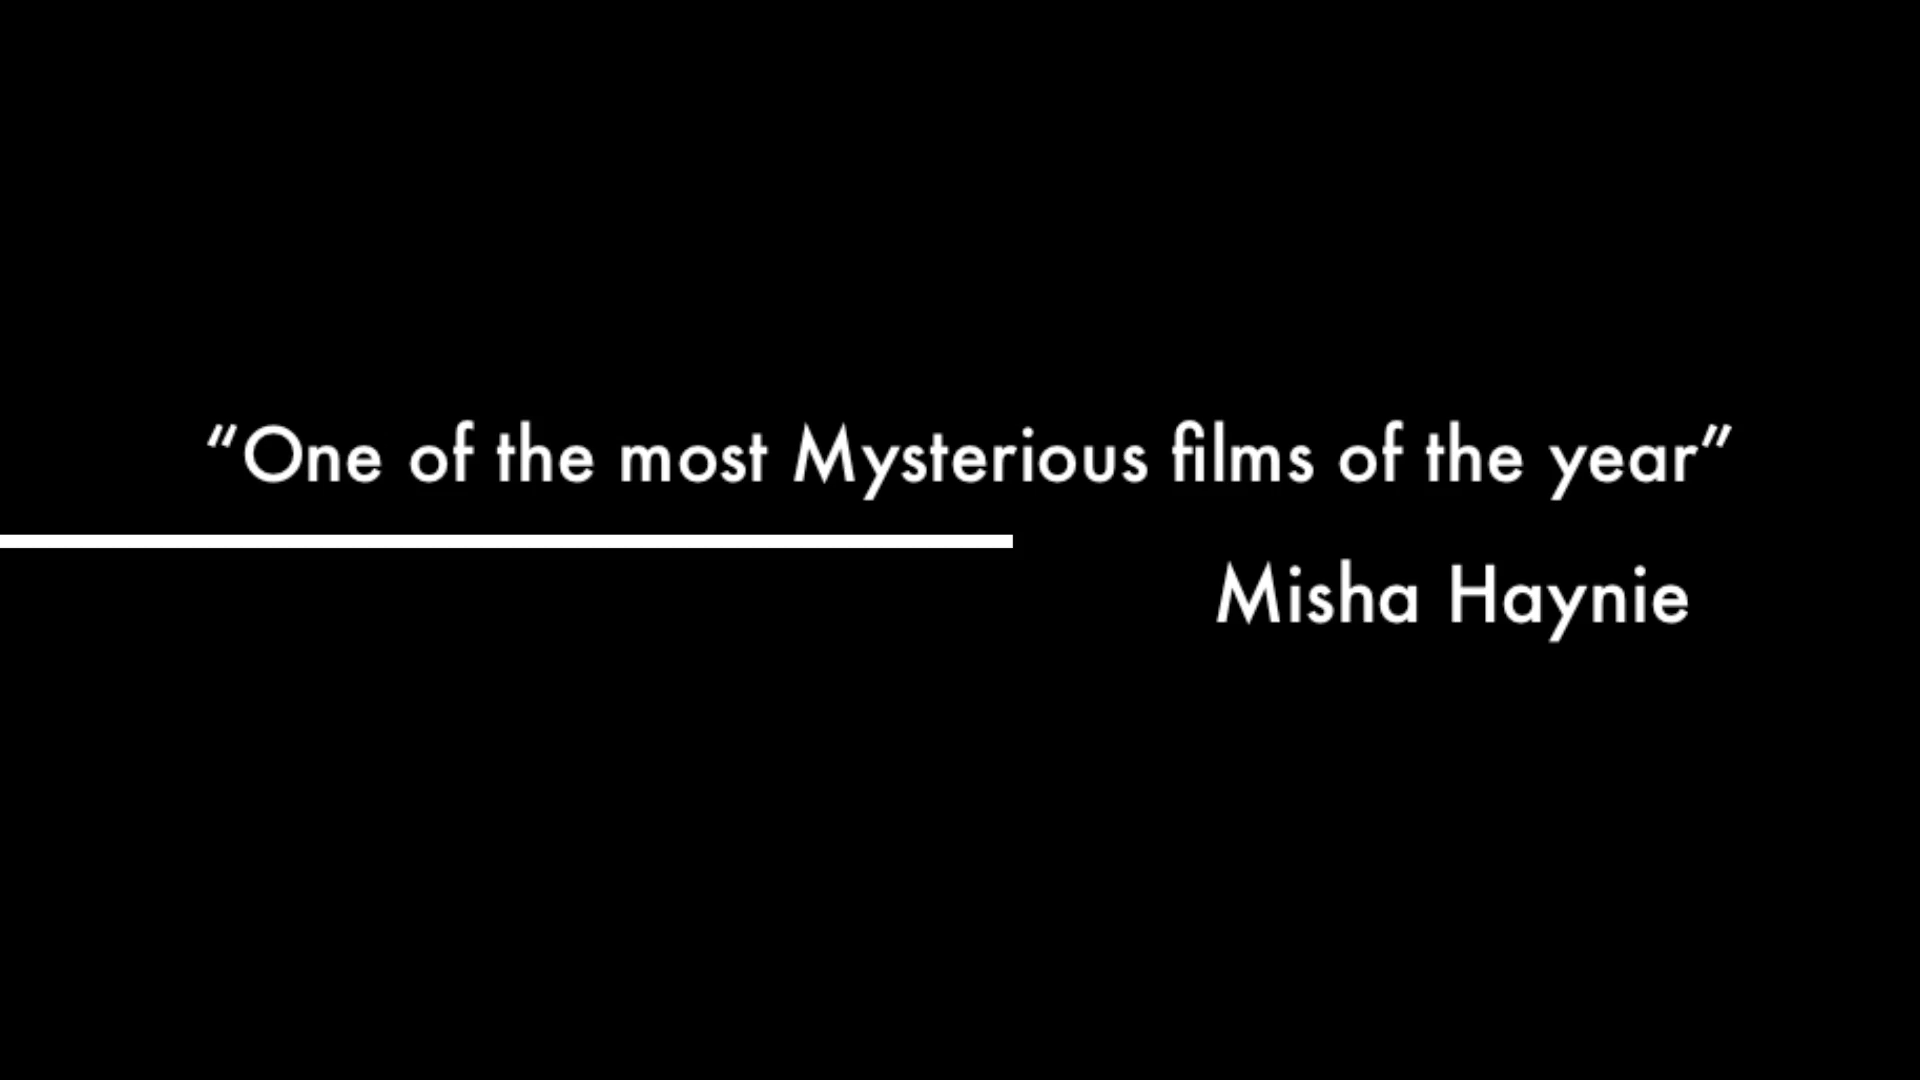 “One of the most Mysterious films of the year”
Misha Haynie